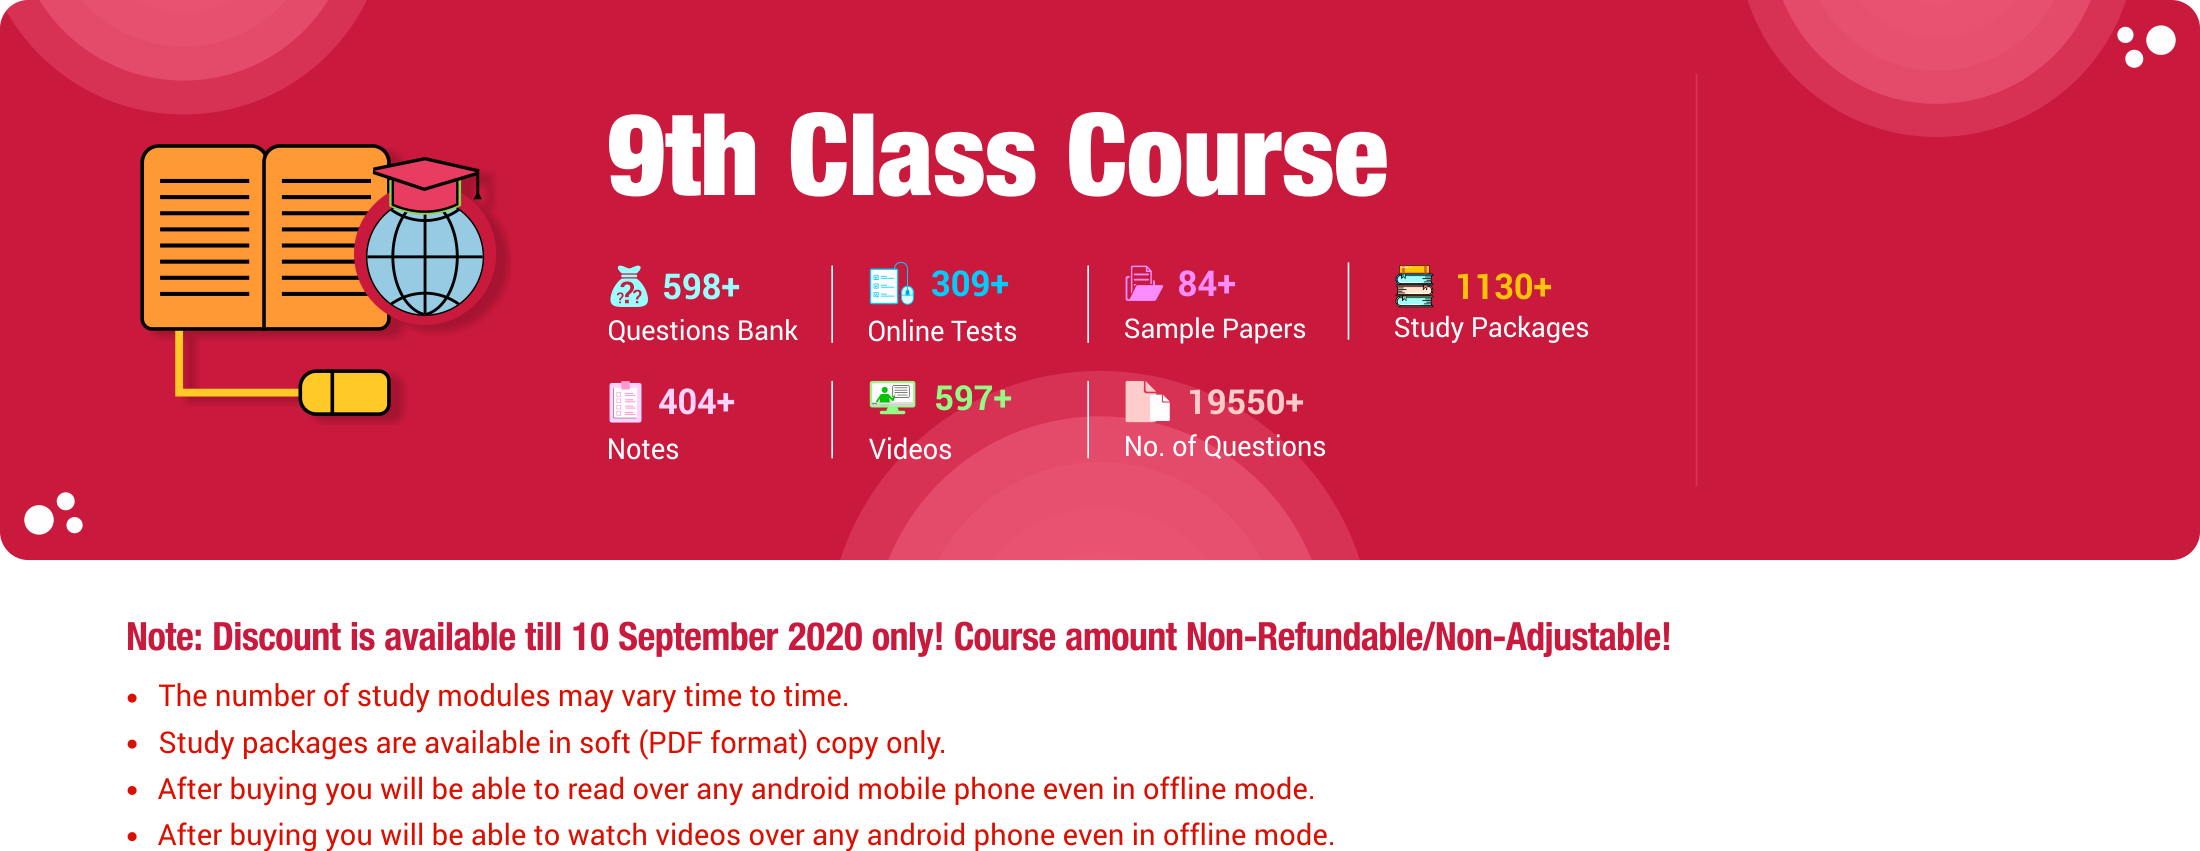 9th Class Course
598+
Questions Bank
309+
Online Tests
84+
Sample Papers
1130+
Study Packages
404+
Notes
597+
Videos
19550+
No. of Questions
Note: Discount is available till 10 September 2020 only! Course amount Non-Refundable/Non-Adjustable!
• The number of study modules may vary time to time.
• Study packages are available in soft (PDF format) copy only.
• After buying you will be able to read over any android mobile phone even in offline mode.
• After buying you will be able to watch videos over any android phone even in offline mode.